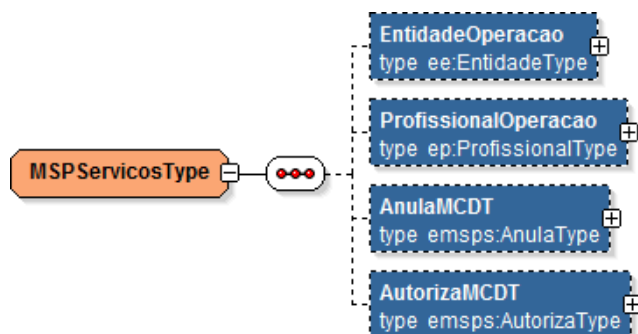 EntidadeOperacao
type ee:EntidadeType
ProfissionalOperacao
type ep:ProfissionalType
MSPServicosType
AnulaMCDT
type emsps:AnulaType
AutorizaMCDT
type emsps:AutorizaType